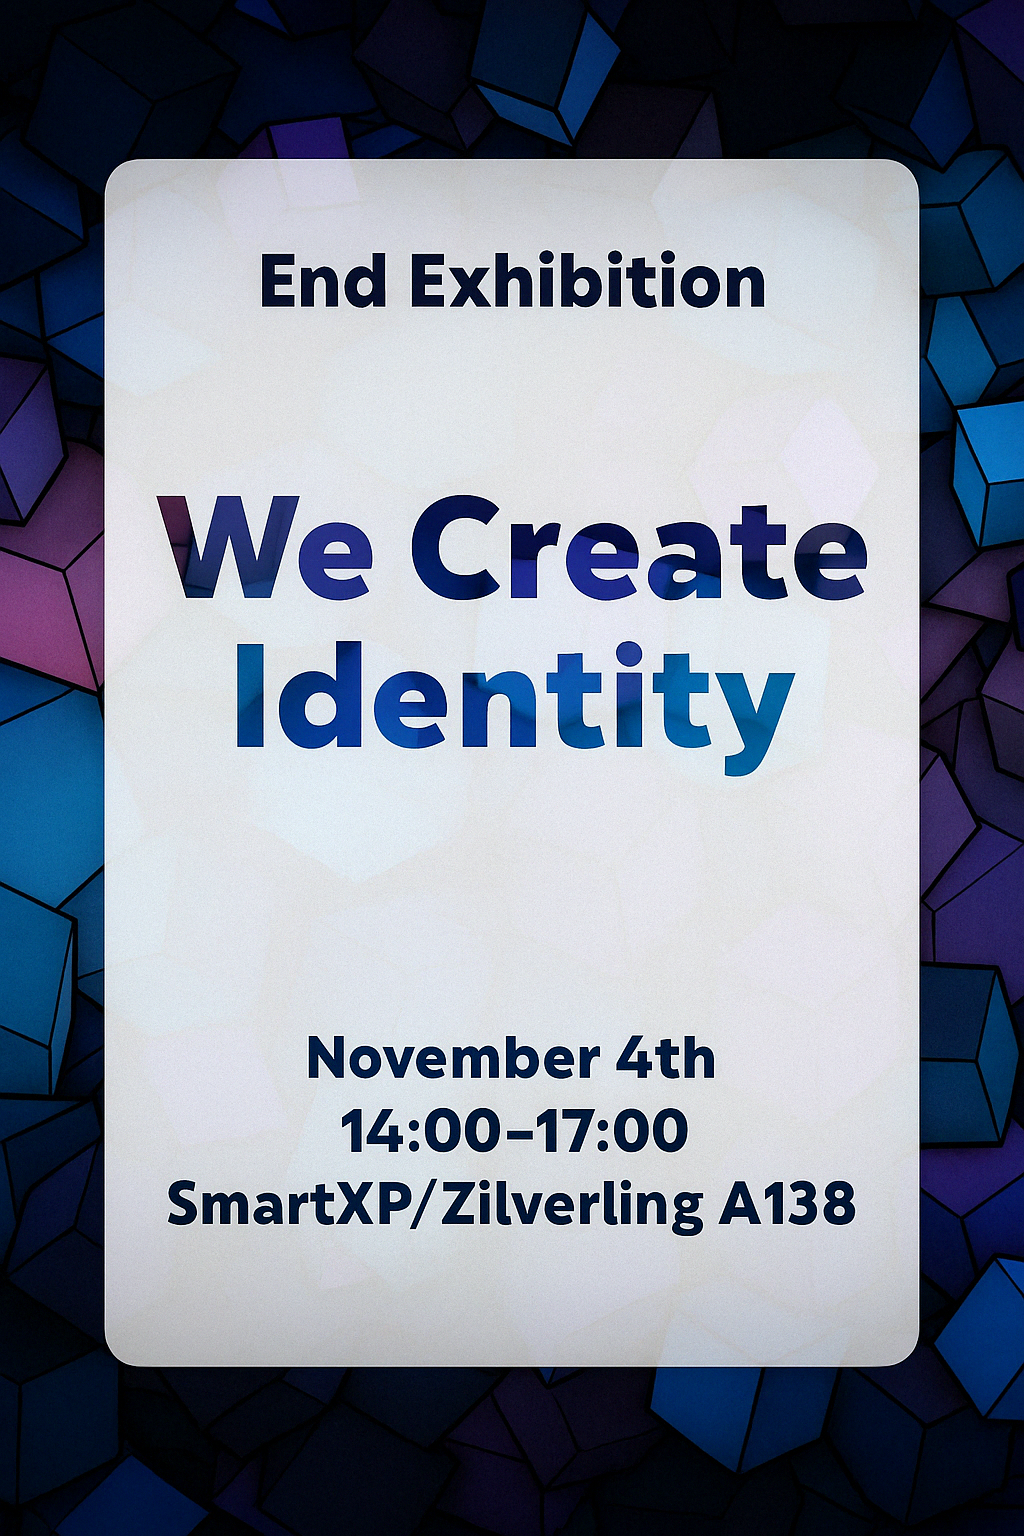 End Exhibition
We Create
Identity
November 4th
14:00–17:00
SmartXP/Zilverling A138